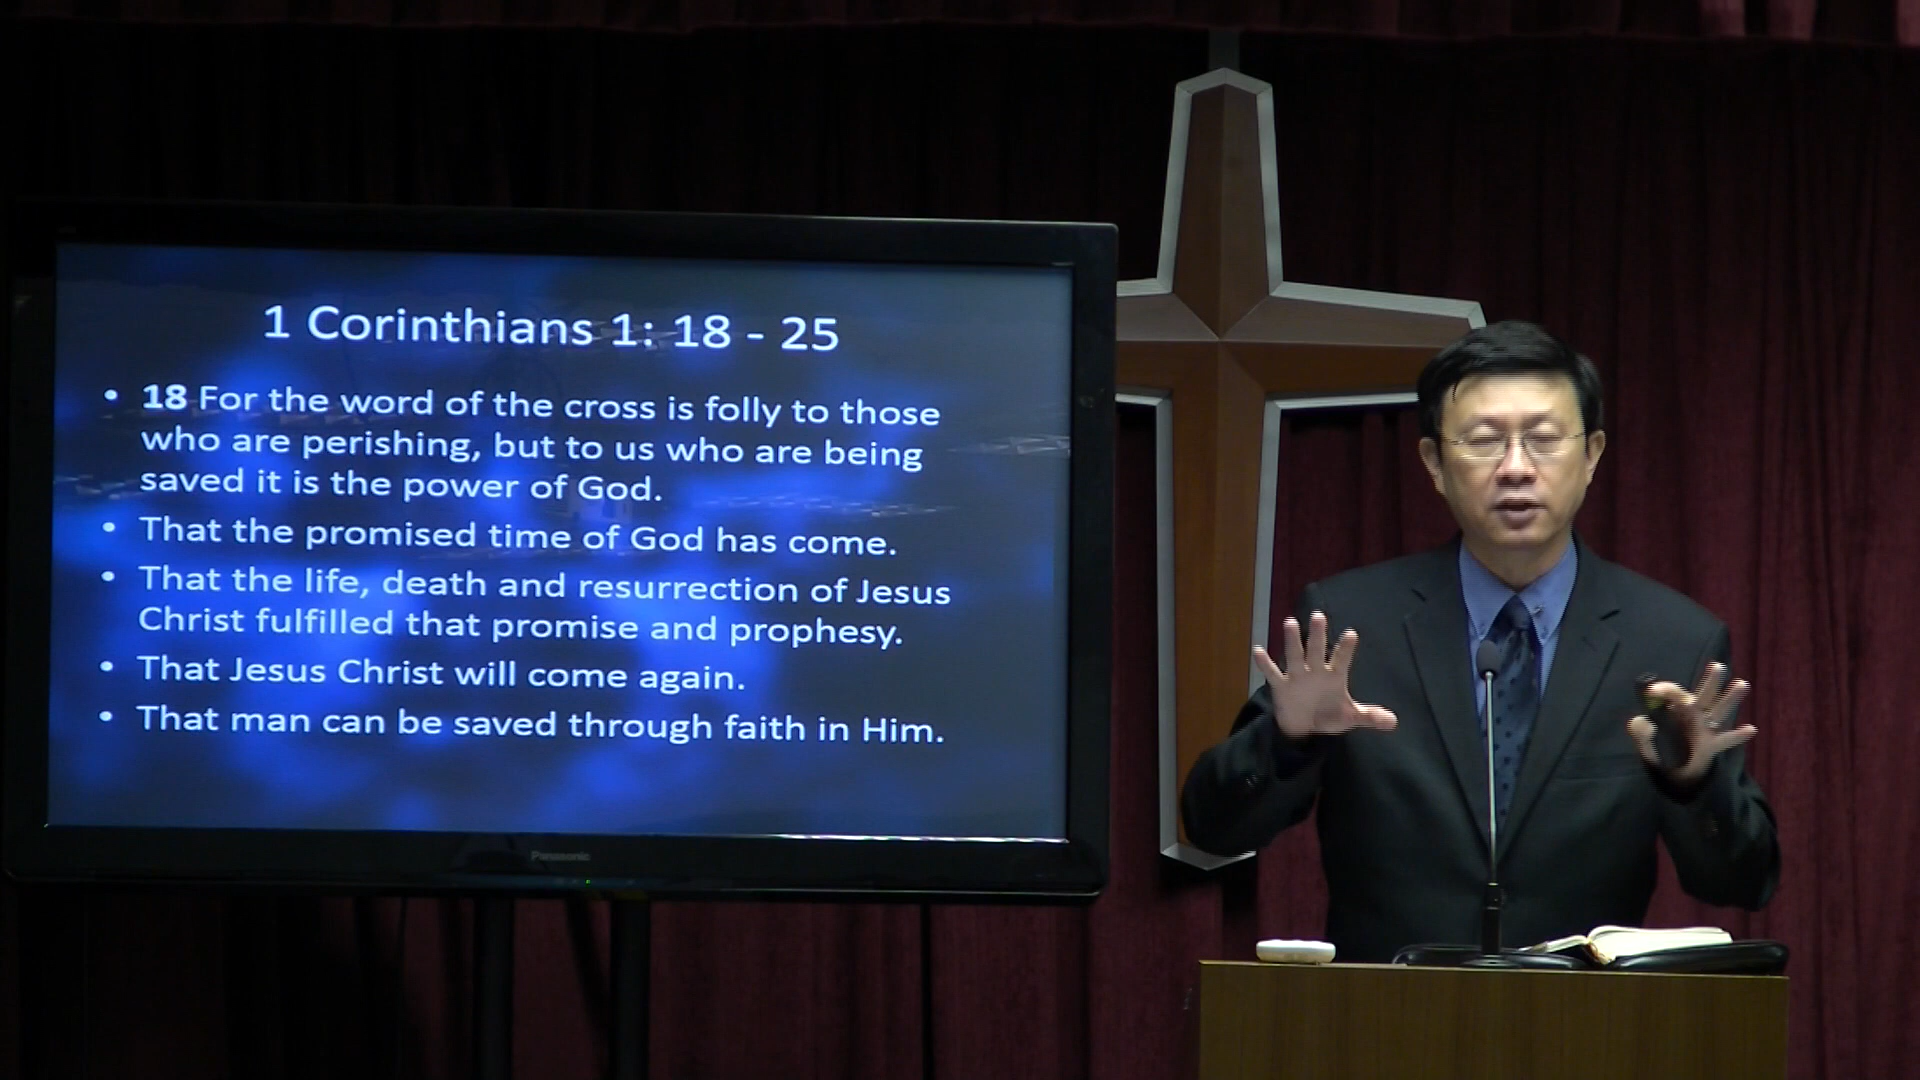 1 Corinthians 1: 18 - 25
• 18 For the word of the cross is folly to those
who are perishing, but to us who are being
saved it is the power of God.
• That the promised time of God has come.
• That the life, death and resurrection of Jesus
Christ fulfilled that promise and prophesy.
• That Jesus Christ will come again.
• That man can be saved through faith in Him.
Panasonic